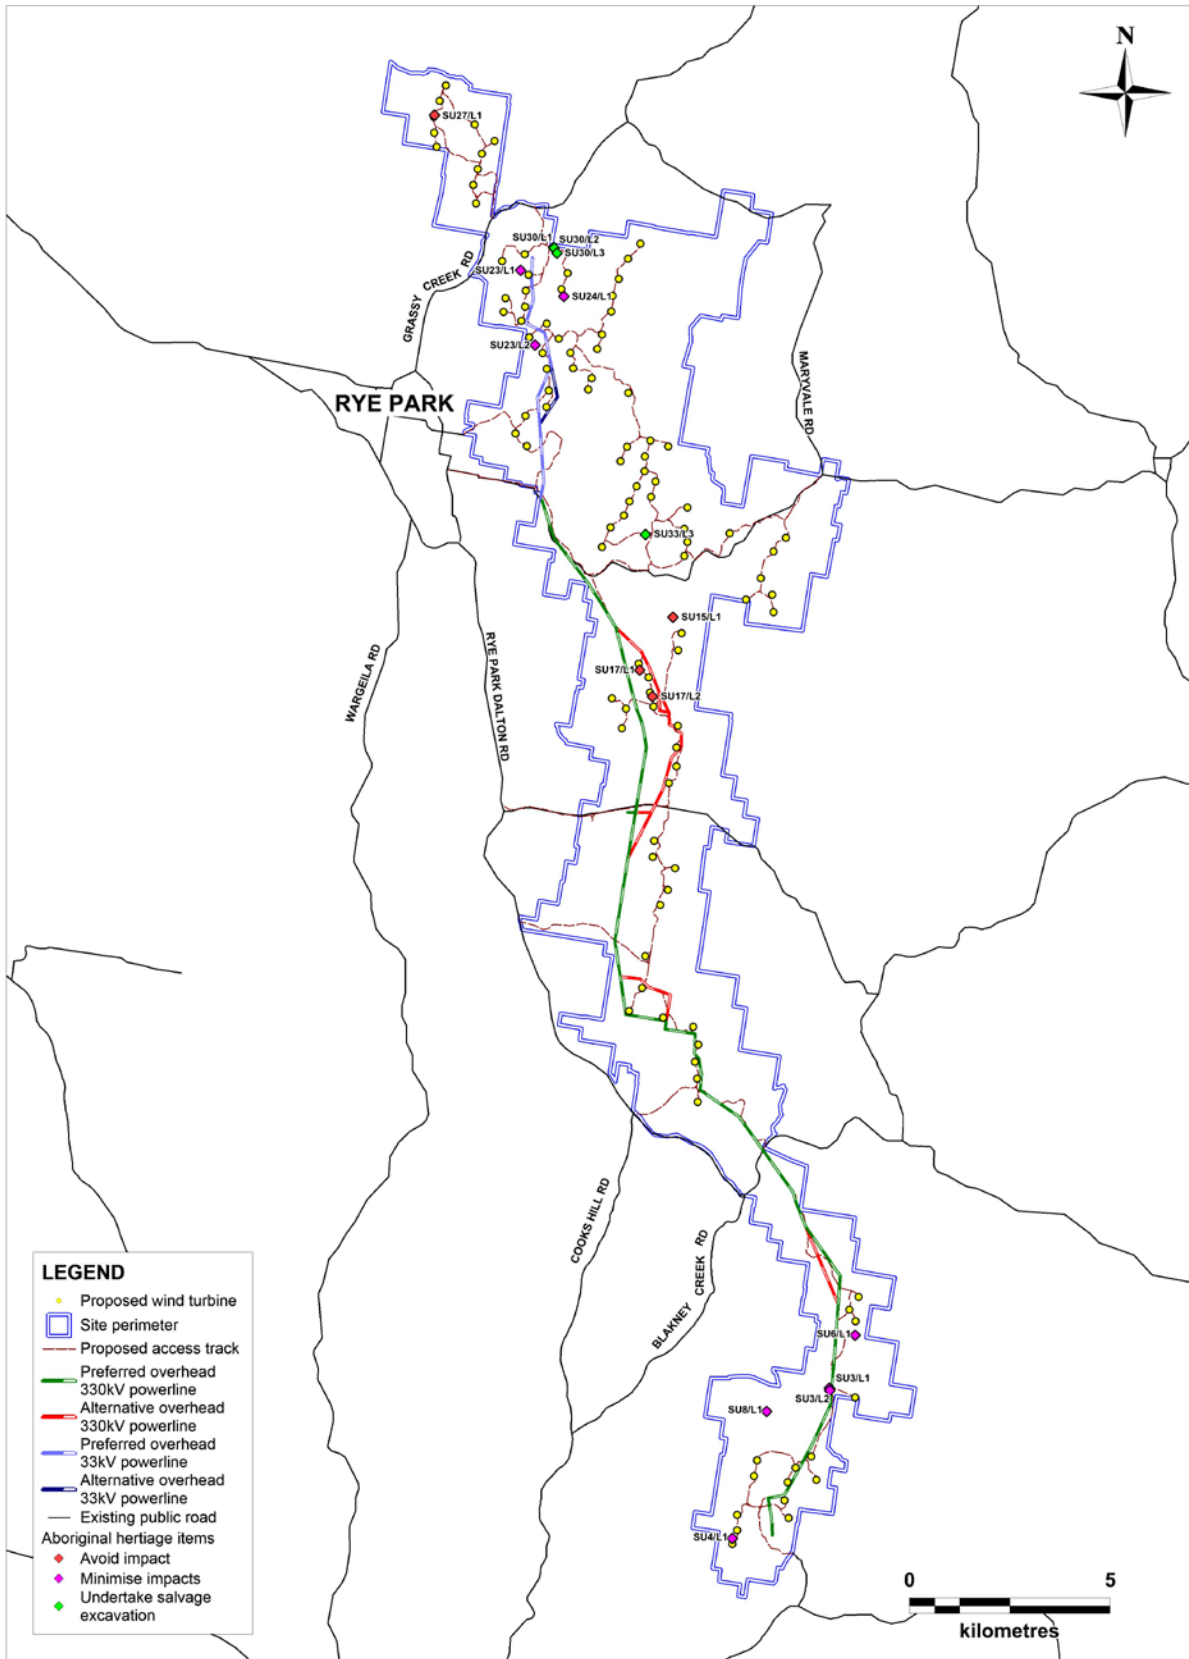 N
SU27/L1
SU30/L1
SU30/L2
SU30/L3
SU23/L1
SU24/L1
GRASSY CREEK RD
SU23/L2
MARYVALE RD
RYE PARK
SU33/L3
SU15/L1
WARGEILA RD
RYE PARK DALTON RD
SU17/L1
SU17/L2
COOKS HILL RD
BLAKNEY CREEK RD
SU6/L1
SU3/L1
SU3/L2
SU8/L1
SU4/L1
LEGEND
Proposed wind turbine
Site perimeter
Proposed access track
Preferred overhead
330kV powerline
Alternative overhead
330kV powerline
Preferred overhead
33kV powerline
Alternative overhead
33kV powerline
Existing public road
Aboriginal hertiage items
Avoid impact
Minimise impacts
Undertake salvage
excavation
0 5
kilometres